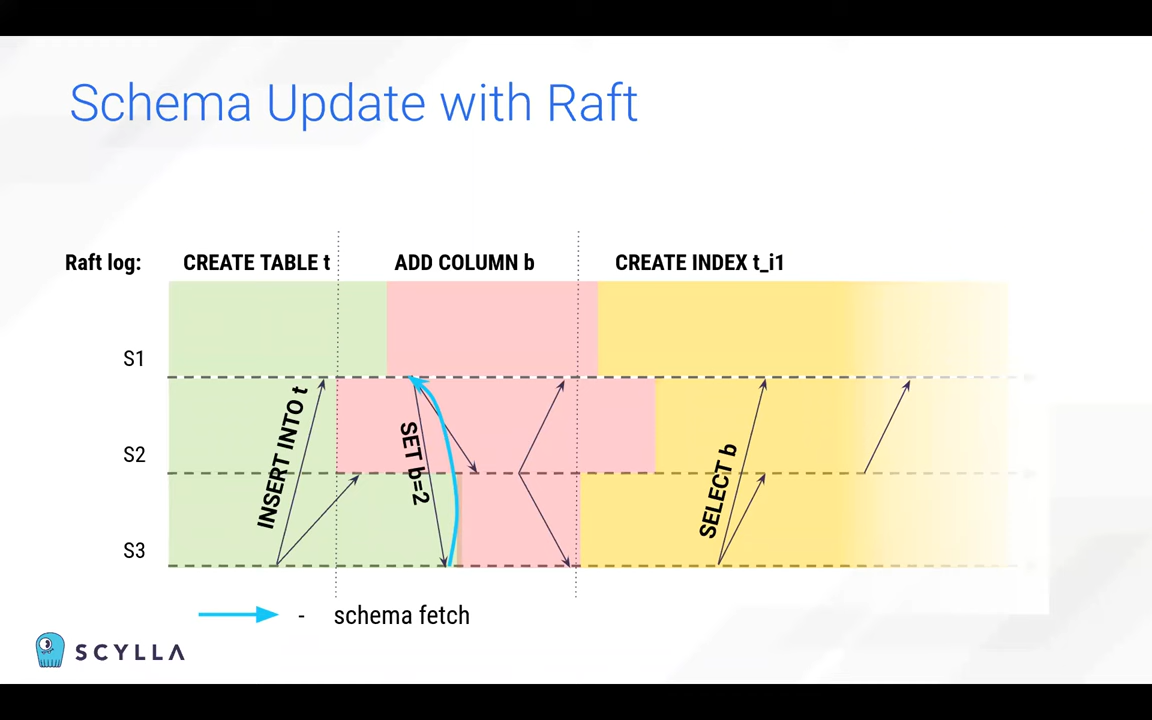 Schema Update with Raft
Raft log: CREATE TABLE t ADD COLUMN b CREATE INDEX t_i1
S1
S2
S3
INSERT INTO t
SET b=2
SELECT b
- schema fetch
SCYLLA